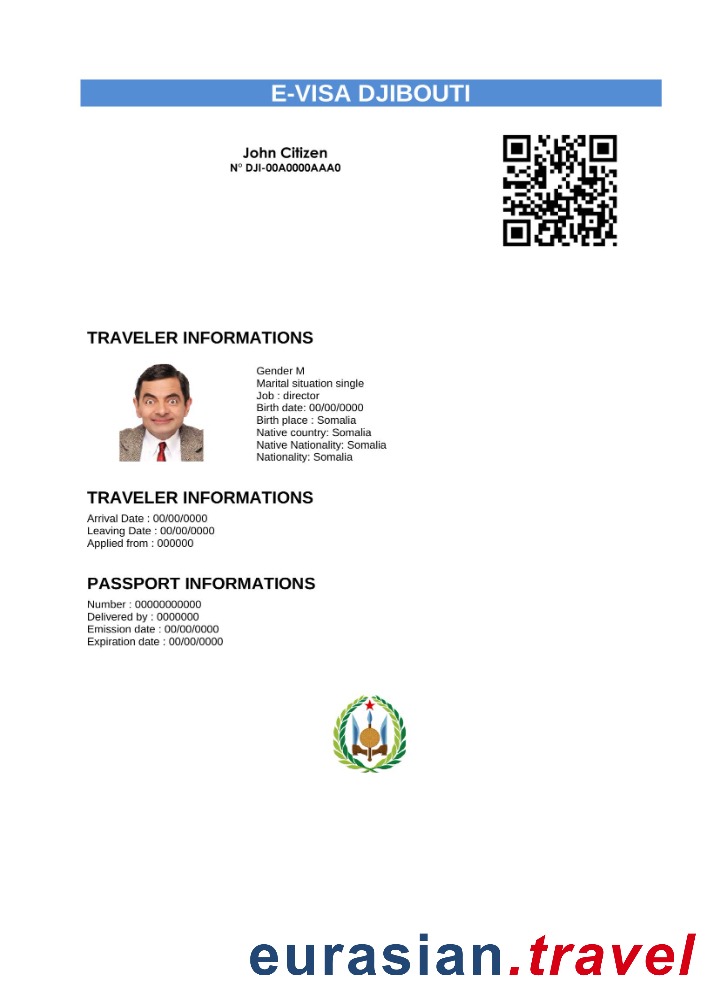 E-VISA DJIBOUTI
John Citizen
N° DJI-00A0000AAA0
TRAVELER INFORMATIONS
Gender M
Marital situation single
Job : director
Birth date: 00/00/0000
Birth place : Somalia
Native country: Somalia
Native Nationality: Somalia
Nationality: Somalia
TRAVELER INFORMATIONS
Arrival Date : 00/00/0000
Leaving Date : 00/00/0000
Applied from : 000000
PASSPORT INFORMATIONS
Number : 00000000000
Delivered by : 0000000
Emission date : 00/00/0000
Expiration date : 00/00/0000
eurasian.travel